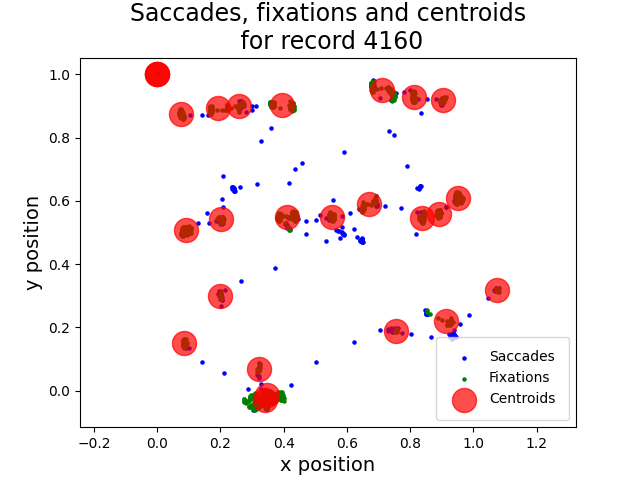 Saccades, fixations and centroids
for record 4160
1.0
0.8
0.6
0.4
0.2
0.0
y position
−0.2
0.0
0.2
0.4
0.6
0.8
1.0
1.2
x position
Saccades
Fixations
Centroids